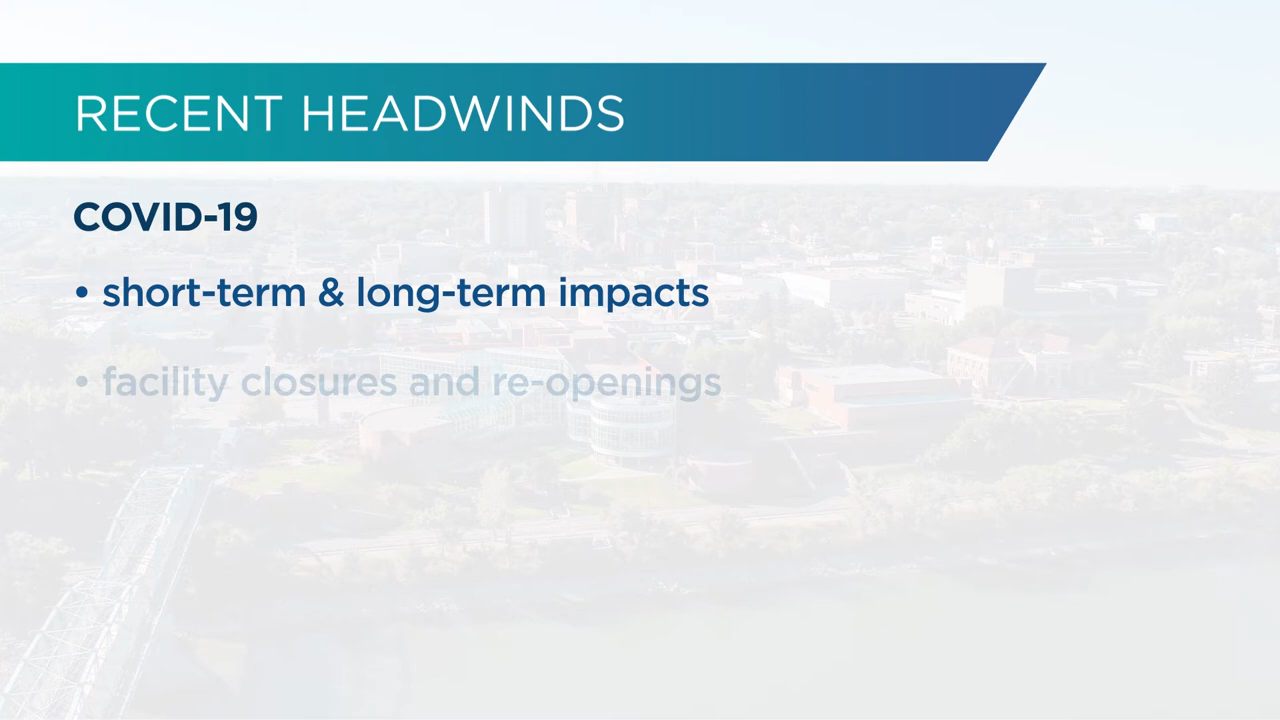 RECENT HEADWINDS
COVID-19
• short-term & long-term impacts
• facility closures and re-openings